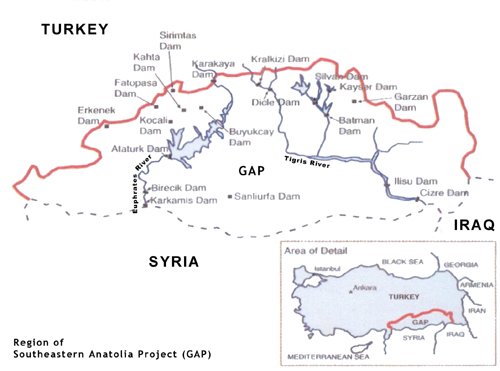 TURKEY
Sirimtas
Dam
Kahta
Dam
Karakaya
Dam
Kralkizi Dam
Fatopasa
Dam
Silvan Dam
Kayser Dam
Garzan
Dam
Erkenek
Dam
Kocali
Dam
Dicle Dam
Batman
Dam
Buyukcay
Dam
Ataturk Dam
GAP
Tigris River
Euphrates River
Birecik Dam
Karkamis Dam
Sanliurfa Dam
Ilisu Dam
Cizre Dam
IRAQ
SYRIA
Area of Detail
BLACK SEA
GEORGIA
Istanbul
Ankara
ARMENIA
TURKEY
IRAN
GAP
SYRIA
IRAQ
MEDITERRANEAN SEA
Region of
Southeastern Anatolia Project (GAP)